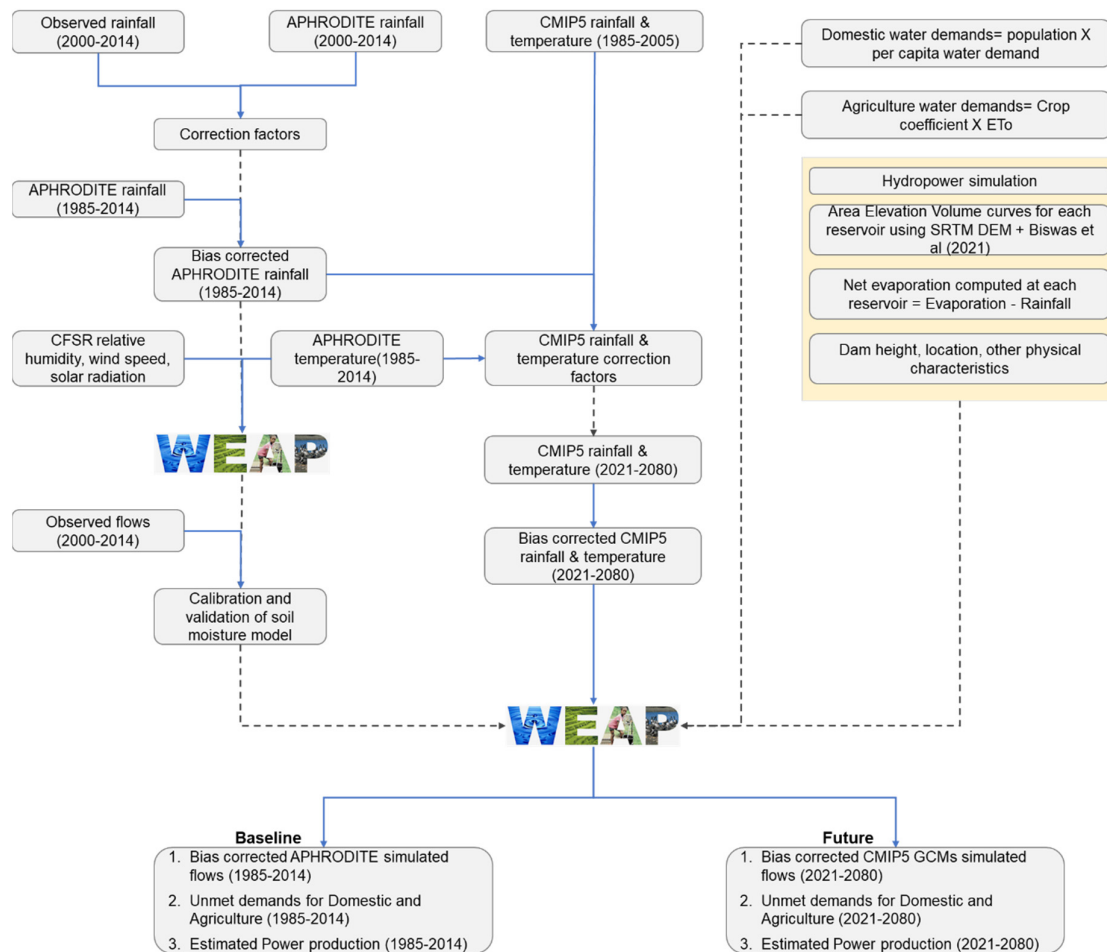 Observed rainfall
(2000-2014)
APHRODITE rainfall
(2000-2014)
CMIP5 rainfall &
temperature (1985-2005)
Domestic water demands= population X
per capita water demand
Correction factors
Agriculture water demands= Crop
coefficient X ETo
APHRODITE rainfall
(1985-2014)
Hydropower simulation
Area Elevation Volume curves for each
reservoir using SRTM DEM + Biswas et
al (2021)
Bias corrected
APHRODITE rainfall
(1985-2014)
Net evaporation computed at each
reservoir = Evaporation - Rainfall
CFSR relative
humidity, wind speed,
solar radiation
APHRODITE
temperature(1985-
2014)
CMIP5 rainfall &
temperature correction
factors
Dam height, location, other physical
characteristics
WEAP
CMIP5 rainfall &
temperature (2021-2080)
Observed flows
(2000-2014)
Bias corrected CMIP5
rainfall & temperature
(2021-2080)
Calibration and
validation of soil
moisture model
WEAP
Baseline
1. Bias corrected APHRODITE simulated
flows
(1985-2014)
2. Unmet demands for Domestic and
Agriculture (1985-2014)
3. Estimated Power production (1985-2014)
Future
1. Bias corrected CMIP5 GCMs simulated
flows (2021-2080)
2. Unmet demands for Domestic and
Agriculture (2021-2080)
3. Estimated Power production
(2021-2080)